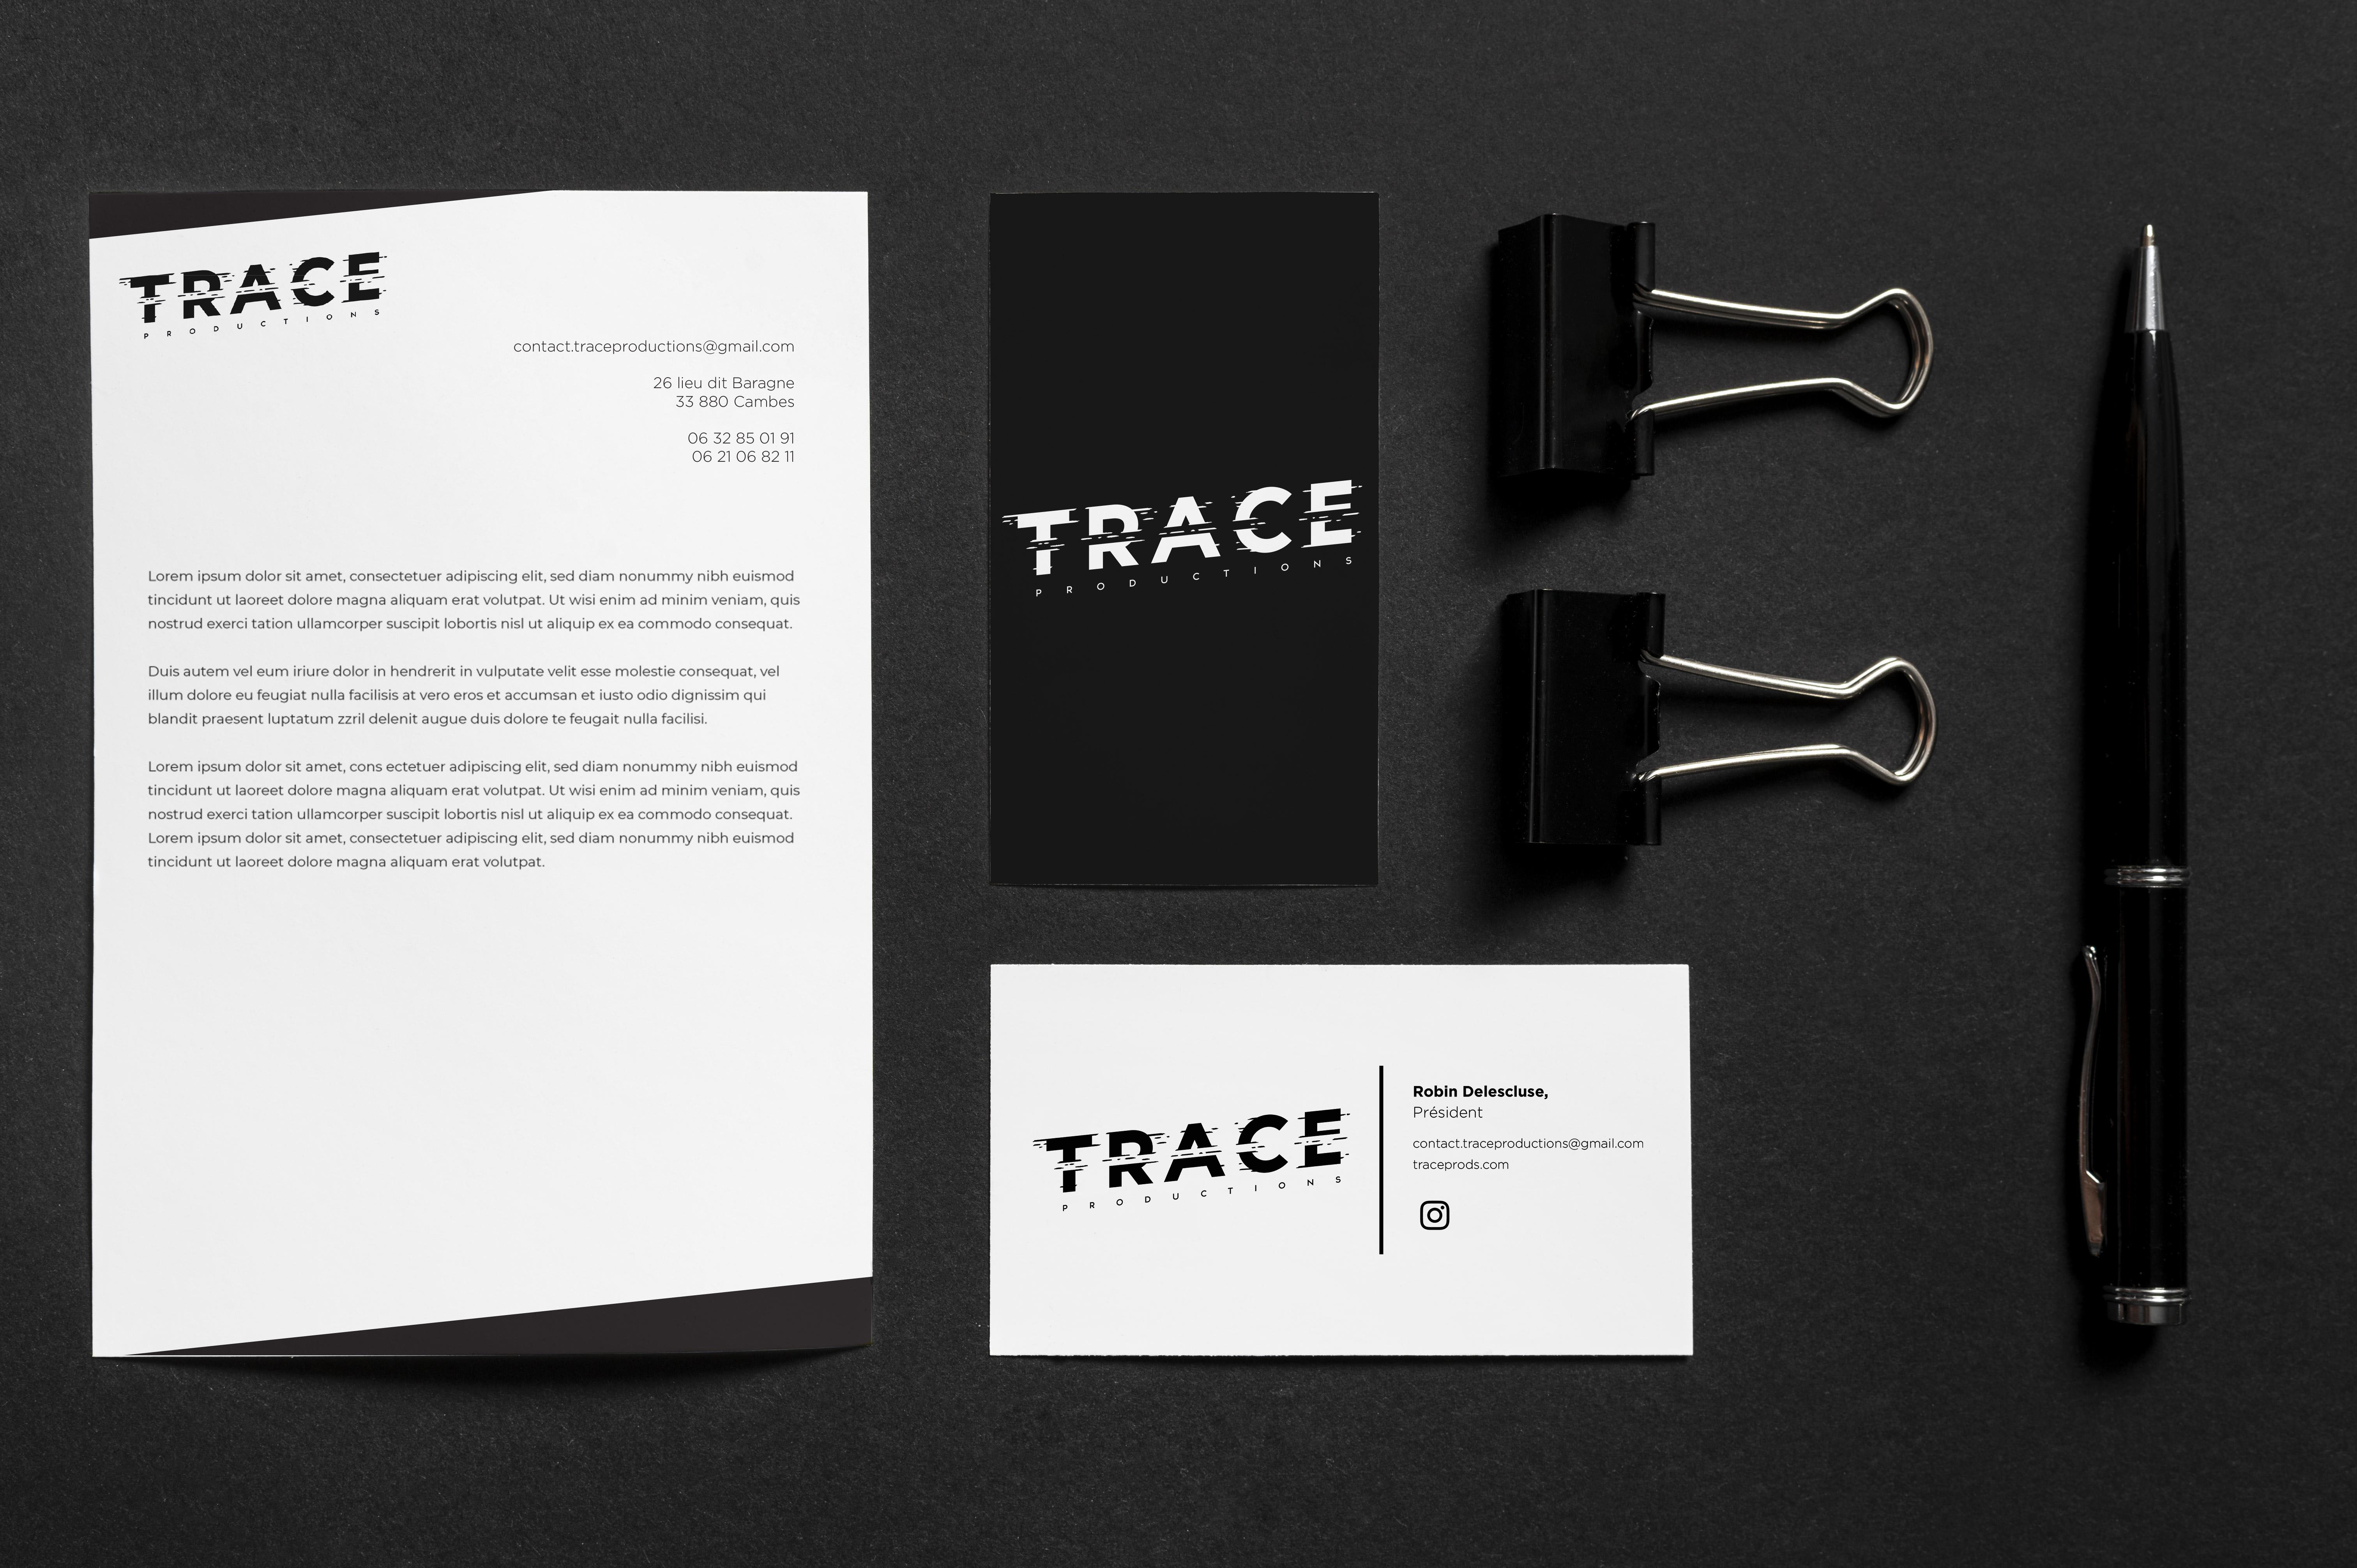 TRACE
PRODUCTIONS
contact.traceproductions@gmail.com
26 lieu dit Baragne
33 880 Cambes
06 32 85 01 91
06 21 06 82 11
Lorem ipsum dolor sit amet, consectetuer adipiscing elit, sed diam nonummy nibh euismod
tincidunt ut laoreet dolore magna aliquam erat volutpat. Ut wisi enim ad minim veniam, quis
nostrud exerci tation ullamcorper suscipit lobortis nisl ut aliquip ex ea commodo consequat.
Duis autem vel eum iriure dolor in hendrerit in vulputate velit esse molestie consequat, vel
illum dolore eu feugiat nulla facilisis at vero eros et accumsan et iusto odio dignissim qui
blandit praesent luptatum zzril delenit augue duis dolore te feugait nulla facilisi.
Lorem ipsum dolor sit amet, cons ectetuer adipiscing elit, sed diam nonummy nibh euismod
tincidunt ut laoreet dolore magna aliquam erat volutpat. Ut wisi enim ad minim veniam, quis
nostrud exerci tation ullamcorper suscipit lobortis nisl ut aliquip ex ea commodo consequat.
Lorem ipsum dolor sit amet, consectetuer adipiscing elit, sed diam nonummy nibh euismod
tincidunt ut laoreet dolore magna aliquam erat volutpat.
TRACE
PRODUCTIONS
TRACE
PRODUCTIONS
Robin Delescluse,
Président
contact.traceproductions@gmail.com
traceprods.com